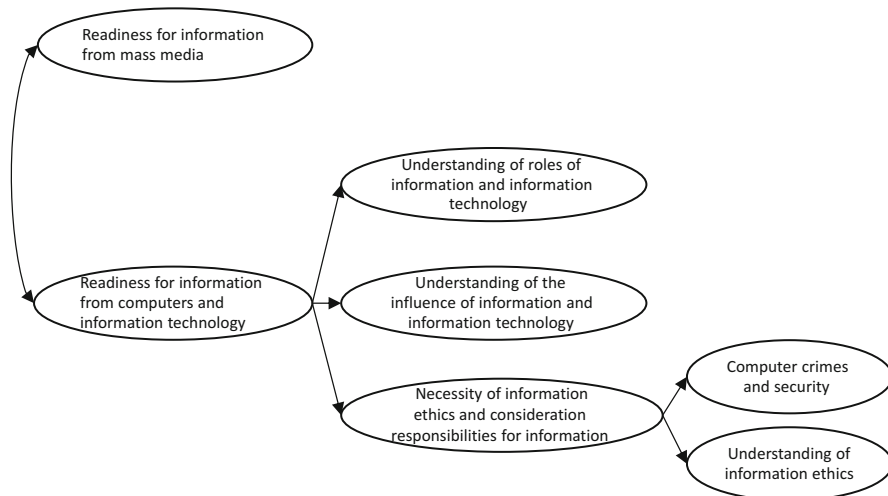 Readiness for information
from mass media
Understanding of roles of
information and information
technology
Readiness for information
from computers and
information technology
Understanding of the
influence of information and
information technology
Necessity of information
ethics and consideration
responsibilities for information
Computer crimes
and security
Understanding of
information ethics